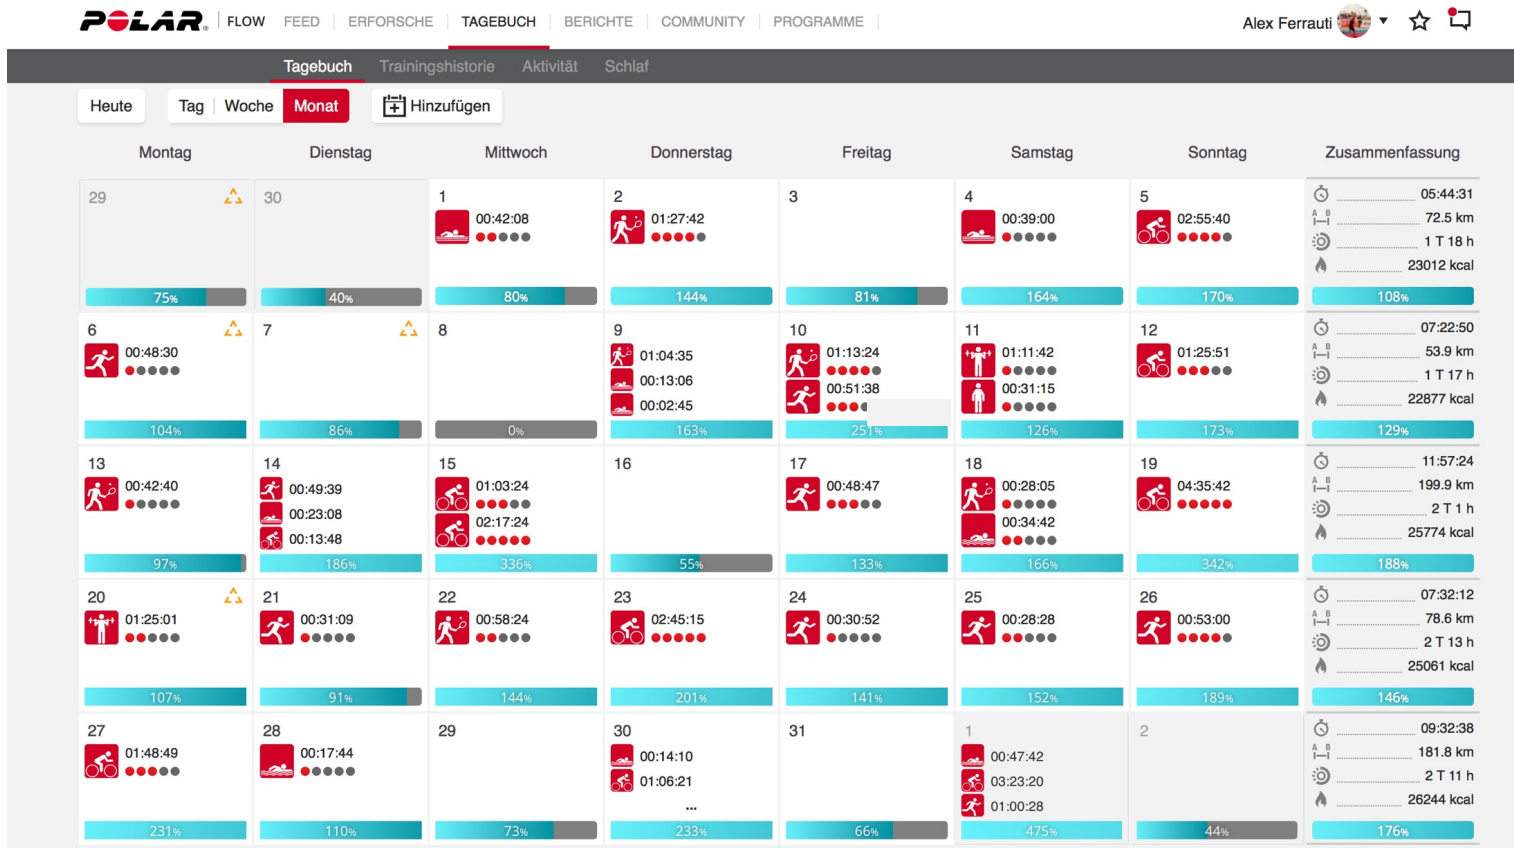 POLAR. FLOW FEED ERFORSCHE TAGEBUCH BERICHTE COMMUNITY PROGRAMME Alex Ferrauti
Tagebuch Trainingshistorie Aktivität Schlaf
Heute Tag Woche Monat Hinzufügen
Montag Dienstag Mittwoch Donnerstag Freitag Samstag Sonntag Zusammenfassung
29 30 1 2 3 4 5 05:44:31
00:42:08 01:27:42 00:39:00 02:55:40 A B 72.5 km
1 T 18 h
23012 kcal
75% 40% 80% 144% 81% 164% 170% 108%
6 7 8 9 10 11 12 07:22:50
00:48:30 01:04:35 01:13:24 01:11:42 01:25:51 A B 53.9 km
00:13:06 1 T 17 h
00:51:38 00:31:15
00:02:45 22877 kcal
104% 86% 0% 163% 251% 126% 173% 129%
13 14 15 16 17 18 19 11:57:24
00:42:40 00:49:39 01:03:24 00:48:47 00:28:05 04:35:42 A B 199.9 km
00:23:08 2 T 1 h
02:17:24 00:34:42
00:13:48 25774 kcal
97% 186% 336% 55% 133% 166% 342% 188%
20 21 22 23 24 25 26 07:32:12
01:25:01 00:31:09 00:58:24 02:45:15 00:30:52 00:28:28 00:53:00 A B 78.6 km
2 T 13 h
25061 kcal
107% 91% 144% 201% 141% 152% 189% 146%
27 28 29 30 31 1 2 09:32:38
01:48:49 00:17:44 00:14:10 00:47:42 A B 181.8 km
01:06:21 03:23:20 2 T 11 h
... 01:00:28 26244 kcal
231% 110% 73% 233% 66% 475% 44% 176%